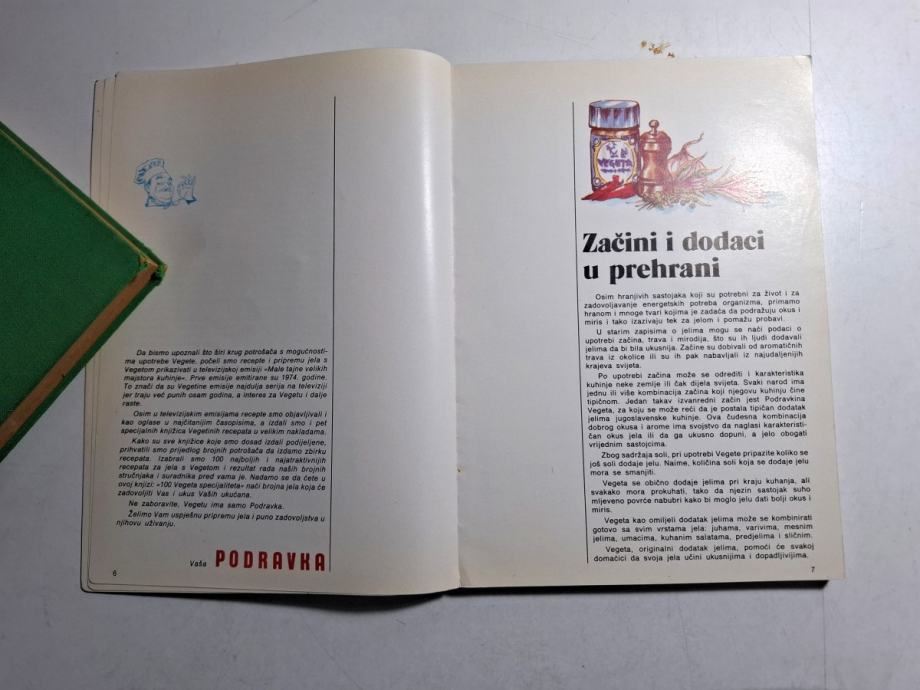 Da bismo upoznali što širi krug potrošača s mogućnosti-
ma upotrebe Vegete, počeli smo recepte i pripremu jela s
Vegetom prikazivati u televizijskoj emisiji »Male tajne velikih
majstora kuhinje«. Prve emisije emitirane su 1974. godine.
To znači da su Vegetine emisije najdulja serija na televiziji
jer traju već punih osam godina, a interes za Vegetu i dalje
raste.
Osim u televizijskim emisijama recepte smo objavljivali i
kao oglase u najčitanijim časopisima, a izdali smo i pet
specijalnih knjižica Vegetinih recepata u velikim nakladama.
Kako su sve knjižice koje smo dosad izdali podijeljene,
prihvatili smo prijedlog brojnih potrošača da izdamo zbirku
recepata. Izabrali smo 100 najboljih i najatraktivnijih
recepata za jela s Vegetom i rezultat rada naših brojnih
stručnjaka i suradnika pred vama je. Nadamo se da ćete u
ovoj knjizi: »100 Vegeta specijaliteta« naći brojna jela koja će
zadovoljiti Vas i ukus Vaših ukućana.
Ne zaboravite, Vegetu ima samo Podravka.
Želimo Vam uspješnu pripremu jela i puno zadovoljstva u
njihovu uživanju.
Vaša PODRAVKA
6
VEGETA
Začini i dodaci
u prehrani
Osim hranjivih sastojaka koji su potrebni za život i za
zadovoljavanje energetskih potreba organizma, primamo
hranom i mnoge tvari kojima je zadaća da podražuju okus i
miris i tako izazivaju tek za jelom i pomažu probavi.
U starim zapisima o jelima mogu se naći podaci o
upotrebi začina, trava i mirodija, što su ih ljudi dodavali
jelima da bi bila ukusnija. Začine su dobivali od aromatičnih
trava iz okolice ili su ih pak nabavljali iz najudaljenijih
krajeva svijeta.
Po upotrebi začina može se odrediti i karakteristika
kuhinje neke zemlje ili čak dijela svijeta. Svaki narod ima
jednu ili više kombinacija začina koji njegovu kuhinju čine
tipičnom. Jedan takav izvanredni začin jest Podravkina
Vegeta, za koju se može reći da je postala tipičan dodatak
jelima jugoslavenske kuhinje. Ova čudesna kombinacija
dobrog okusa i arome ima svojstvo da naglasi karakteristi-
čan okus jela ili da ga ukusno dopuni, a jelo obogati
vrijednim sastojcima.
Zbog sadržaja soli, pri upotrebi Vegete pripazite koliko se
još soli dodaje jelu. Naime, količina soli koja se dodaje jelu
mora se smanjiti.
Vegeta se obično dodaje jelima pri kraju kuhanja, ali
svakako mora prokuhati, tako da njezin sastojak suho
mljeveno povrće nabubri kako bi moglo jelu dati bolji okus i
miris.
Vegeta kao omiljeli dodatak jelima može se kombinirati
gotovo sa svim vrstama jela: juhama, varivima, mesnim
jelima, umacima, kuhanim salatama, predjelima i sličnim.
Vegeta, originalni dodatak jelima, pomoći će svakoj
domaćici da svoja jela učini ukusnijima i dopadljivijima.
7